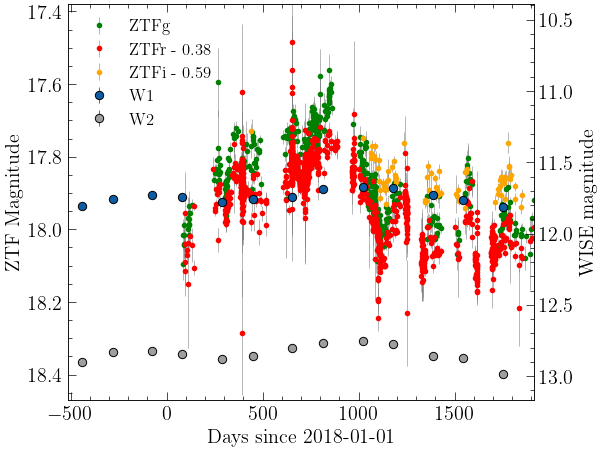 ZTFg
ZTFr - 0.38
ZTFi - 0.59
W1
W2
17.4
17.6
17.8
18.0
18.2
18.4
ZTF Magnitude
10.5
11.0
11.5
12.0
12.5
13.0
WISE magnitude
−500 0 500 1000 1500
Days since 2018-01-01